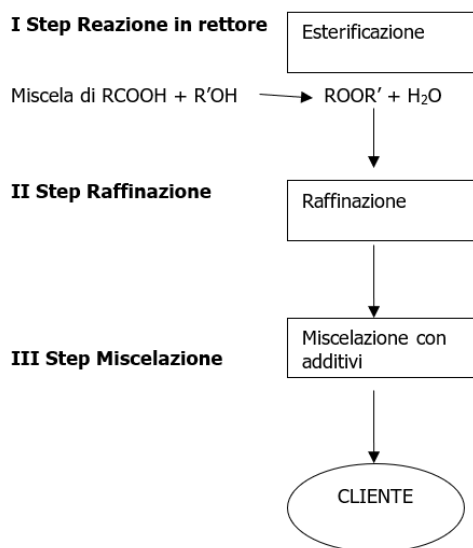 I Step Reazione in rettore
Esterificazione
Miscela di RCOOH + R’OH
ROOR’ + H₂O
II Step Raffinazione
Raffinazione
III Step Miscelazione
Miscelazione con
additivi
CLIENTE